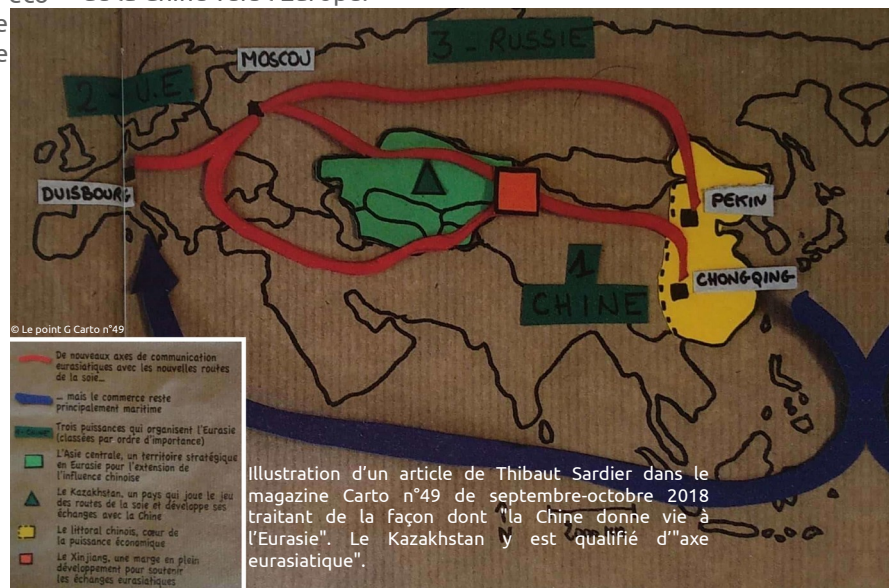 de la Chine vers l'Europe.
3 - RUSSIE
MOSCOU
2 - U.E.
DUISBOURG
PEKIN
1
CHINE
CHONGQING
© Le point G Carto n°49
De nouveaux axes de communication
eurasiatiques avec les nouvelles routes
de la soie...
... mais le commerce reste
principalement maritime
Trois puissances qui organisent l'Eurasie
(classées par ordre d'importance)
L'Asie centrale, un territoire stratégique
en Eurasie pour l'extension de
l'influence chinoise
Le Kazakhstan, un pays qui joue le jeu
des routes de la soie et développe ses
échanges avec la Chine
Le littoral chinois, cœur de
la puissance économique
Le Xinjiang, une marge en plein
développement pour soutenir
les échanges eurasiatiques
Illustration d'un article de Thibaut Sardier dans le
magazine Carto n°49 de septembre-octobre 2018
traitant de la façon dont "la Chine donne vie à
l'Eurasie". Le Kazakhstan y est qualifié d'"axe
eurasiatique".